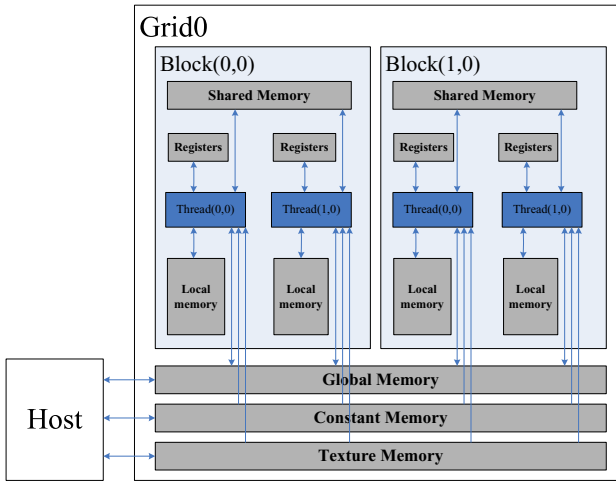 Grid0
Block(0,0)
Block(1,0)
Shared Memory
Shared Memory
Registers
Registers
Registers
Registers
Thread(0,0)
Thread(1,0)
Thread(0,0)
Thread(1,0)
Local
memory
Local
memory
Local
memory
Local
memory
Host
Global Memory
Constant Memory
Texture Memory